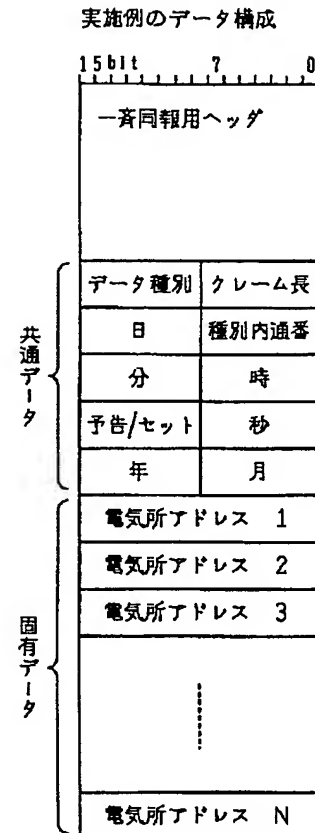 実施例のデータ構成
15bit 7 0
一斉同報用ヘッダ
共通データ
データ種別 クレーム長
日 種別内通番
分 時
予告/セット 秒
年 月
固有データ
電気所アドレス 1
電気所アドレス 2
電気所アドレス 3
電気所アドレス N